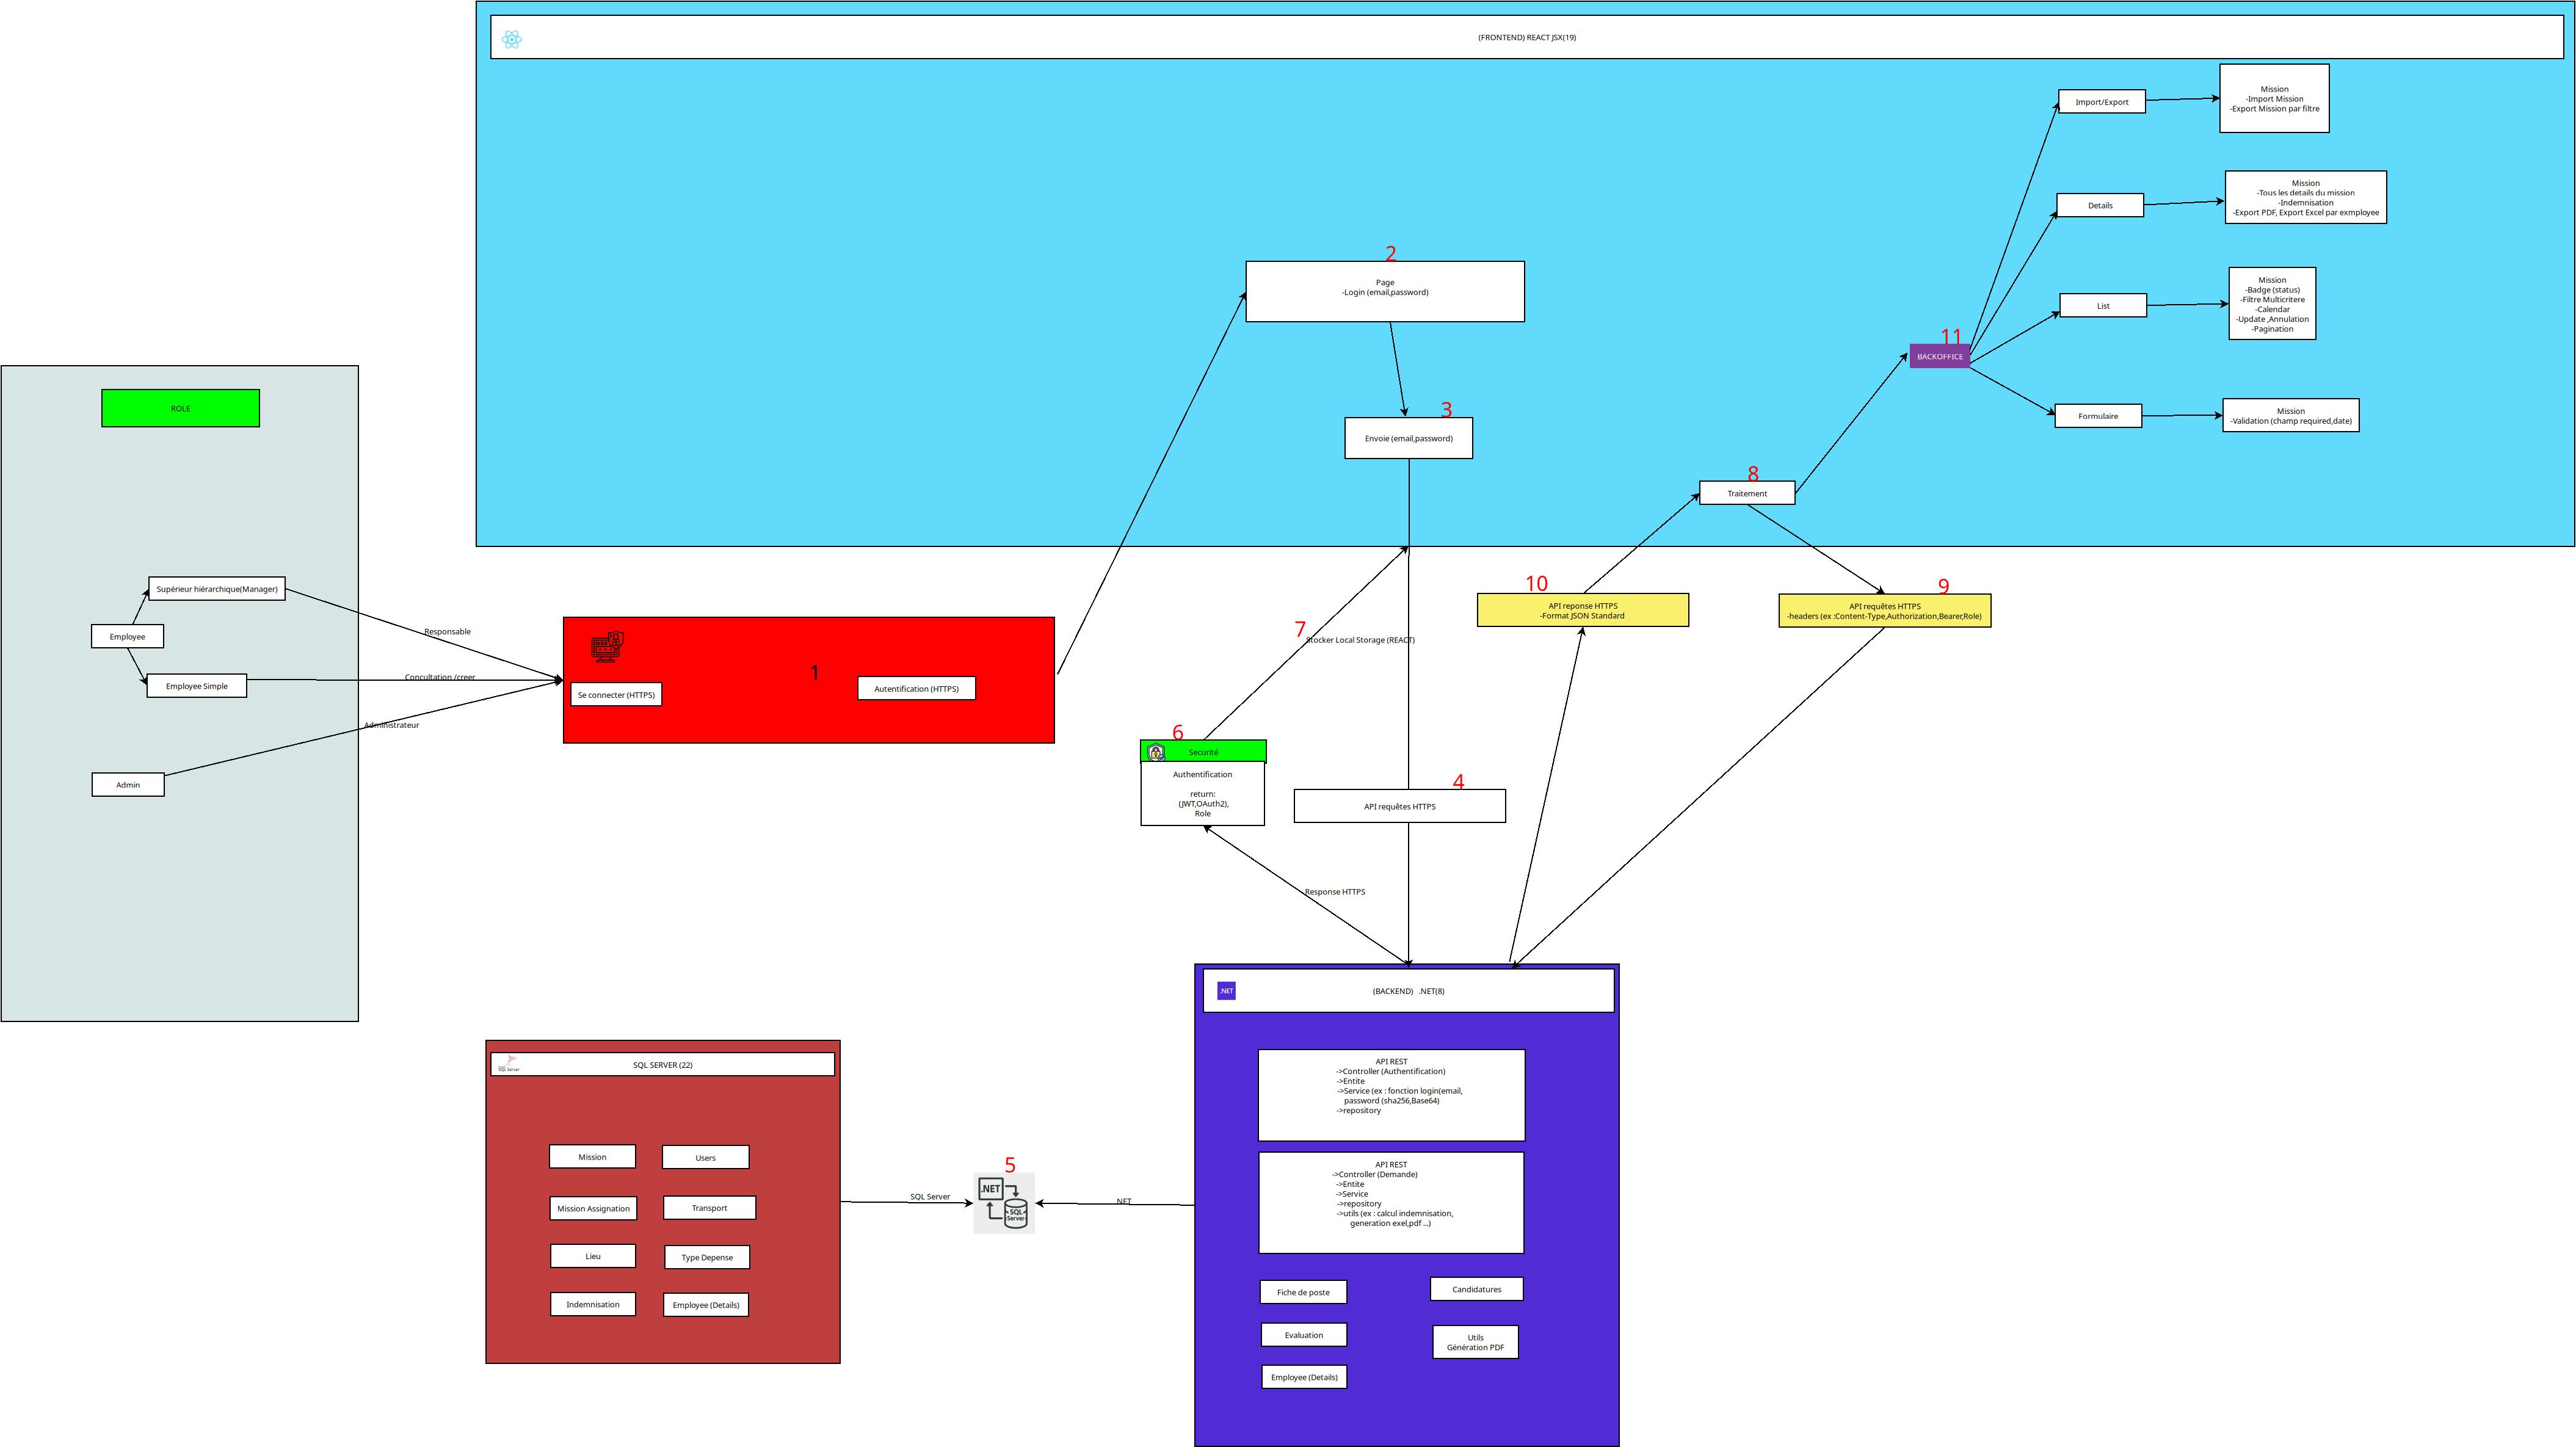 (FRONTEND) REACT JSX(19)
Import/Export
Mission
-Import Mission
-Export Mission par filtre
Details
Mission
-Tous les details du mission
-Indemnisation
-Export PDF, Export Excel par exmployee
List
Mission
-Badge (status)
-Filtre Multicritere
-Calendar
-Update ,Annulation
-Pagination
11
BACKOFFICE
Formulaire
Mission
-Validation (champ required,date)
2
Page
-Login (email,password)
3
Envoie (email,password)
8
Traitement
ROLE
Supérieur hiérarchique(Manager)
Employee
Employee Simple
Admin
Responsable
Concultation /creer
Administrateur
1
Se connecter (HTTPS)
Autentification (HTTPS)
10
API reponse HTTPS
-Format JSON Standard
9
API requêtes HTTPS
-headers (ex :Content-Type,Authorization,Bearer,Role)
7
Stocker Local Storage (REACT)
6
Securité
Authentification
return:
(JWT,OAuth2),
Role
4
API requêtes HTTPS
Response HTTPS
.NET
(BACKEND) .NET(8)
API REST
->Controller (Authentification)
->Entite
->Service (ex : fonction login(email,
password (sha256,Base64)
->repository
API REST
->Controller (Demande)
->Entite
->Service
->repository
->utils (ex : calcul indemnisation,
generation exel,pdf ...)
Fiche de poste
Candidatures
Evaluation
Utils
Génération PDF
Employee (Details)
SQL Server
SQL SERVER (22)
Mission
Users
Mission Assignation
Transport
Lieu
Type Depense
Indemnisation
Employee (Details)
SQL Server
5
.NET
SQL
Server
.NET